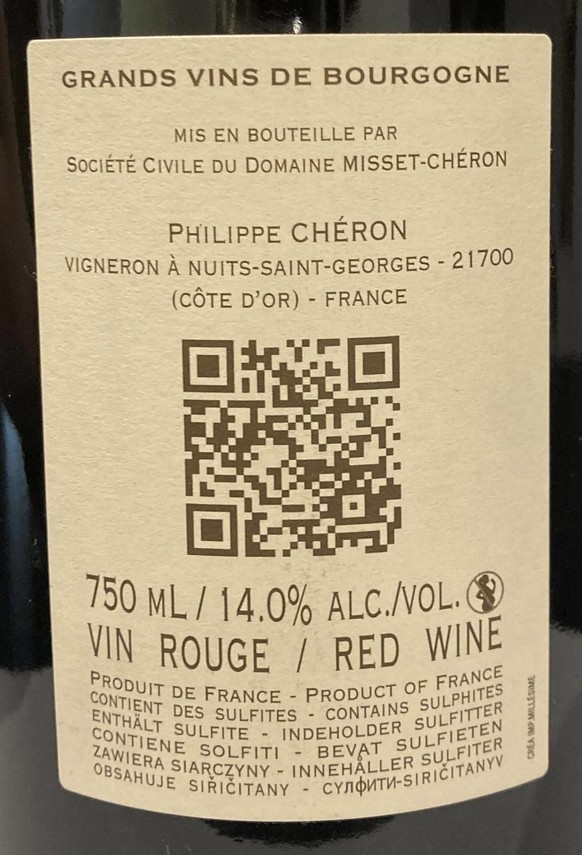 GRANDS VINS DE BOURGOGNE
MIS EN BOUTEILLE PAR
SOCIÉTÉ CIVILE DU DOMAINE MISSET-CHÉRON
PHILIPPE CHÉRON
VIGNERON À NUITS-SAINT-GEORGES - 21700
(CÔTE D'OR) - FRANCE
750 ML / 14.0% ALC./VOL.
VIN ROUGE / RED WINE
PRODUIT DE FRANCE - PRODUCT OF FRANCE
CONTIENT DES SULFITES - CONTAINS SULPHITES
ENTHÄLT SULFITE - INDEHOLDER SULFITTER
CONTIENE SOLFITI - BEVAT SULFIETEN
ZAWIERA SIARCZYNY - INNEHÅLLER SULFITER
OBSAHUJE SIŘIČITANY - СУЛФИТИ-SIRIČITANYV
CRÉA IMP.MILLÉSIME